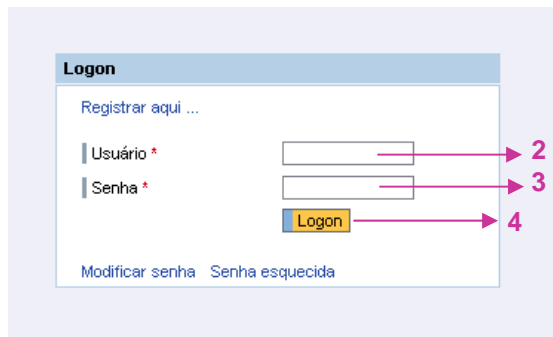 Logon
Registrar aqui ...
Usuário * 2
Senha * 3
Logon 4
Modificar senha Senha esquecida